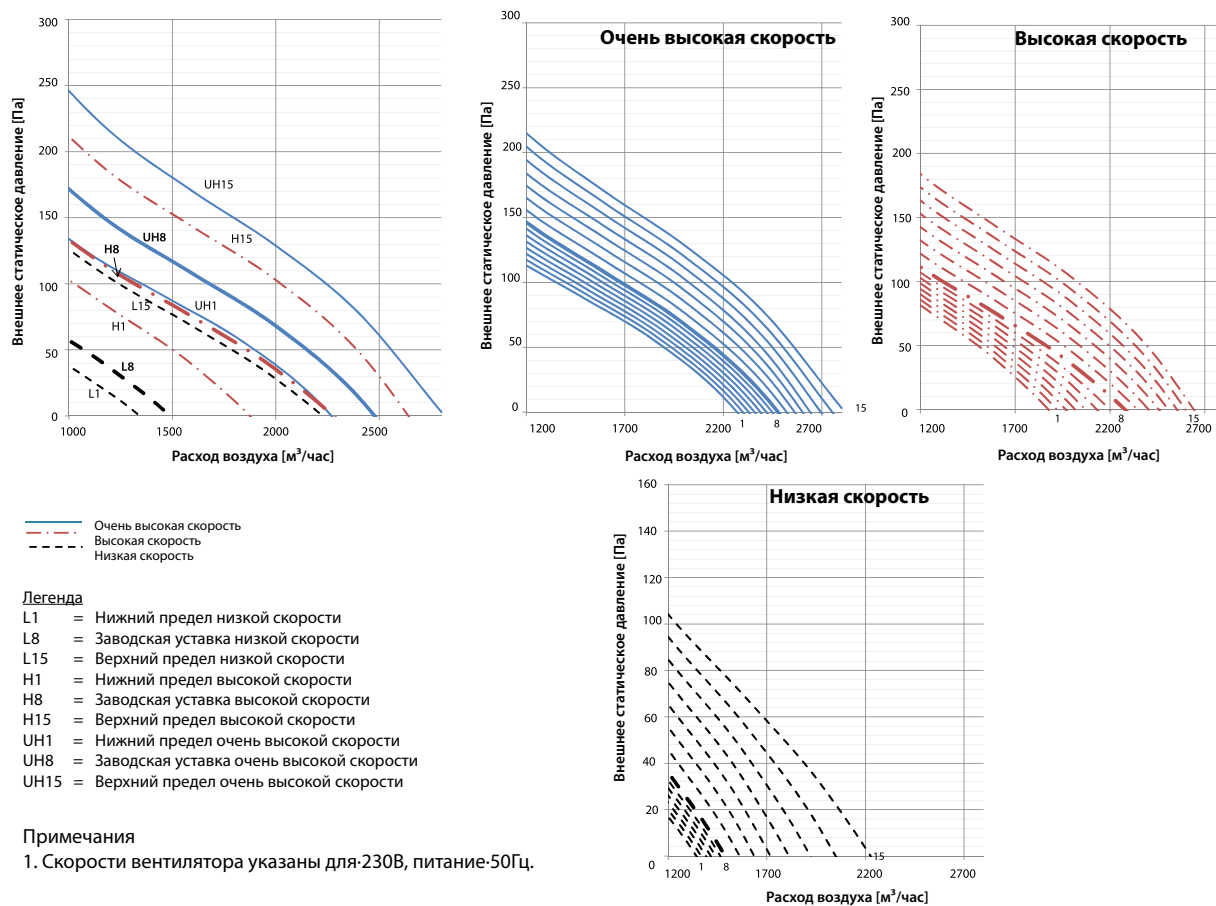 300
250
200
150
100
50
0
Внешнее статическое давление [Па]
UH15
H15
UH8
H8
UH1
L15
H1
L8
L1
1000 1500 2000 2500
Расход воздуха [м³/час]
Очень высокая скорость
300
250
200
150
100
50
0
Внешнее статическое давление [Па]
1200 1700 2200 1 8 2700 15
Расход воздуха [м³/час]
Высокая скорость
300
250
200
150
100
50
0
Внешнее статическое давление [Па]
1200 1700 1 2200 8 15 2700
Расход воздуха [м³/час]
Очень высокая скорость
Высокая скорость
Низкая скорость
Легенда
L1 = Нижний предел низкой скорости
L8 = Заводская уставка низкой скорости
L15 = Верхний предел низкой скорости
H1 = Нижний предел высокой скорости
H8 = Заводская уставка высокой скорости
H15 = Верхний предел высокой скорости
UH1 = Нижний предел очень высокой скорости
UH8 = Заводская уставка очень высокой скорости
UH15 = Верхний предел очень высокой скорости
Примечания
1. Скорости вентилятора указаны для·230В, питание·50Гц.
Низкая скорость
160
140
120
100
80
60
40
20
0
Внешнее статическое давление [Па]
1200 1 8 1700 2200 15 2700
Расход воздуха [м³/час]